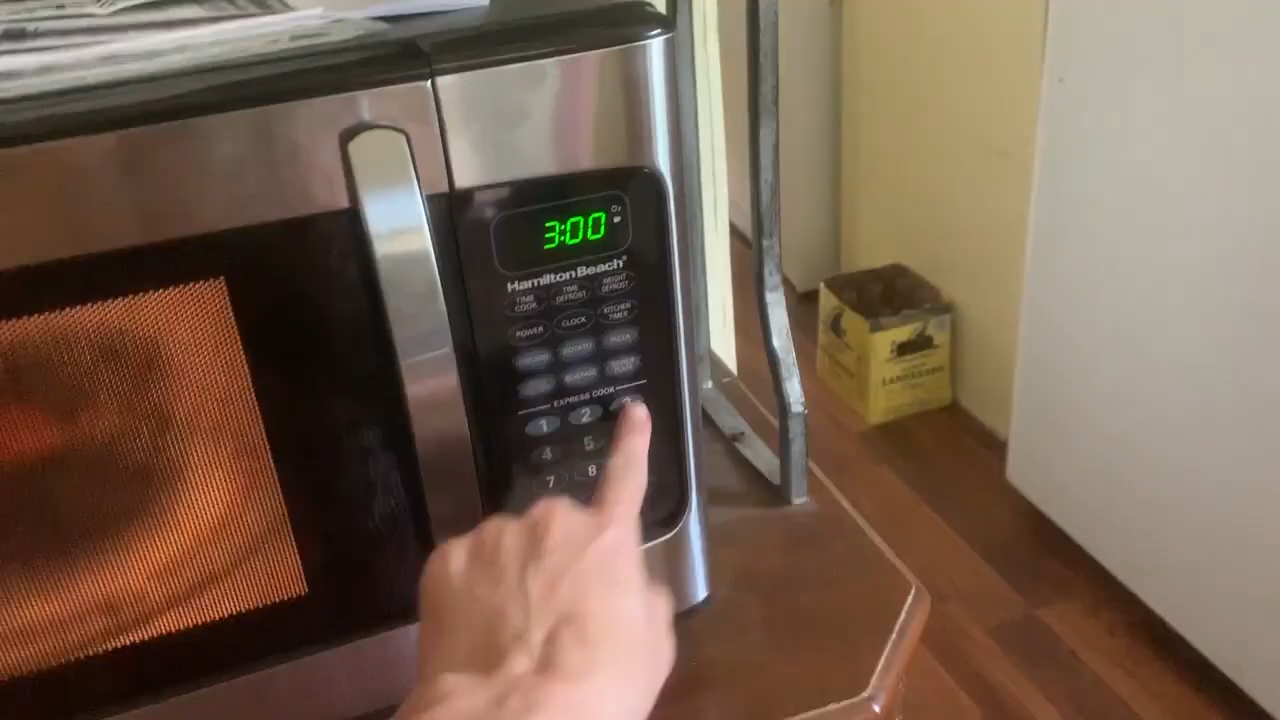 3:00
Hamilton Beach
TIME COOK
TIME DEFROST
WEIGHT DEFROST
POWER
CLOCK
KITCHEN TIMER
POTATO
PIZZA
BEVERAGE
EXPRESS COOK
1 2
4 5
7 8